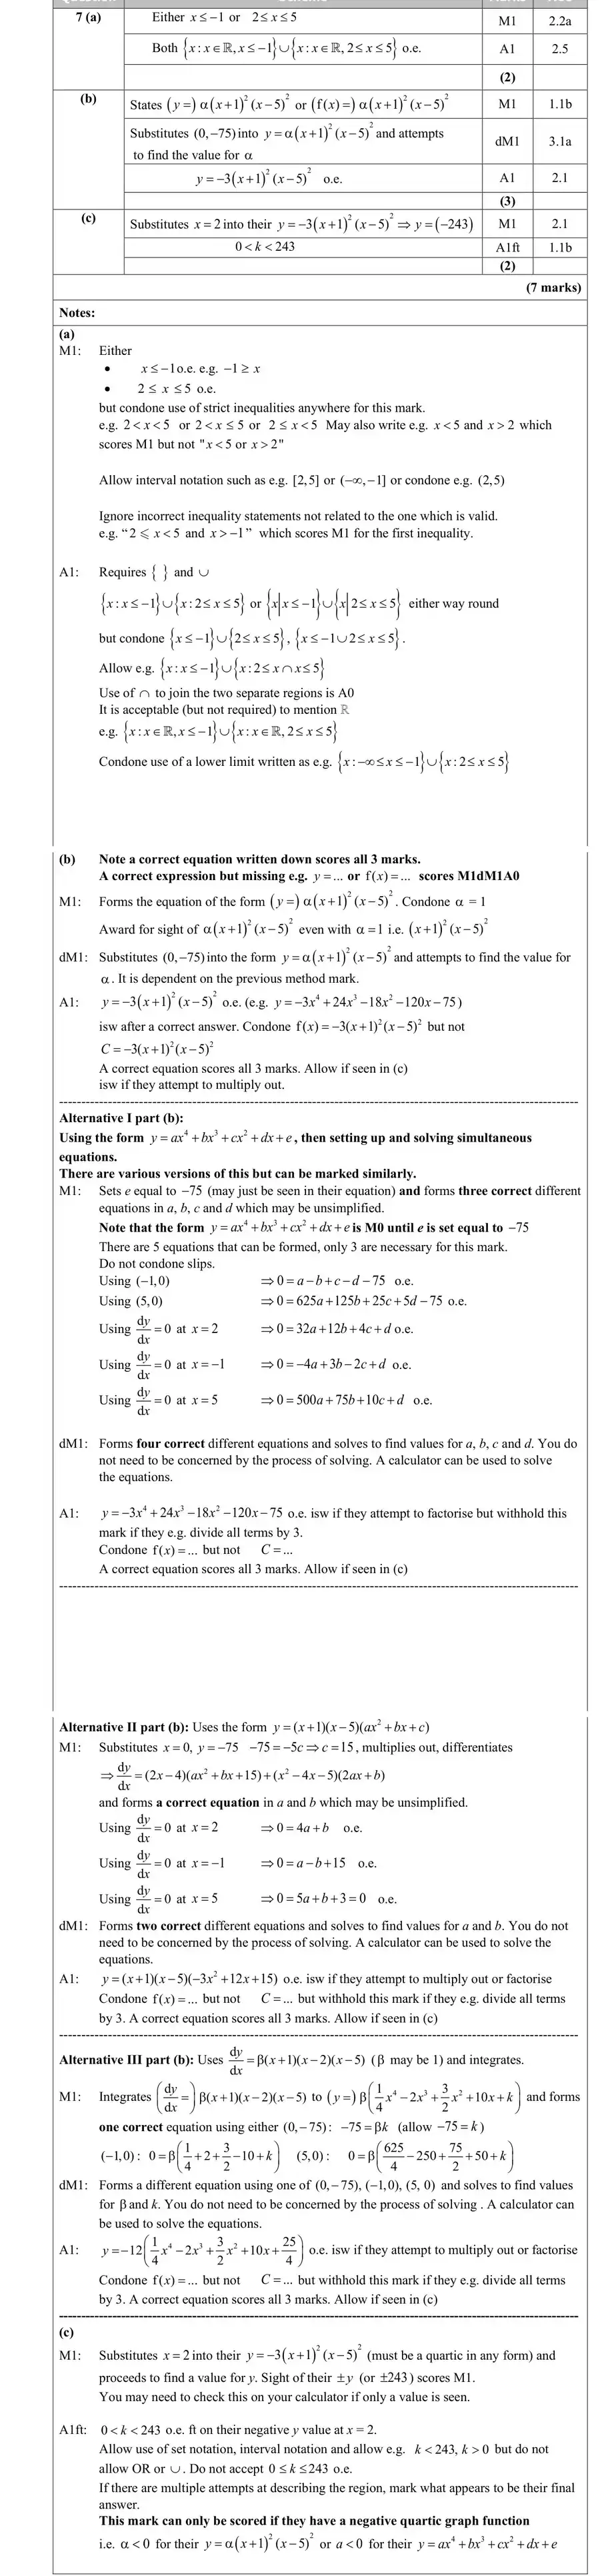 7 (a) Either x ≤ −1 or 2 ≤ x ≤ 5 M1 2.2a
Both {x : x ∈ ℝ, x ≤ −1} ∪ {x : x ∈ ℝ, 2 ≤ x ≤ 5} o.e. A1 2.5
(2)
(b) States (y =) α(x+1)²(x−5)² or (f(x) =) α(x+1)²(x−5)² M1 1.1b
Substitutes (0, −75) into y = α(x+1)²(x−5)² and attempts
to find the value for α dM1 3.1a
y = −3(x+1)²(x−5)² o.e. A1 2.1
(3)
(c) Substitutes x = 2 into their y = −3(x+1)²(x−5)² ⇒ y = (−243) M1 2.1
0 < k < 243 A1ft 1.1b
(2)
(7 marks)
Notes:
(a)
M1: Either
• x ≤ −1 o.e. e.g. −1 ≥ x
• 2 ≤ x ≤ 5 o.e.
but condone use of strict inequalities anywhere for this mark.
e.g. 2 < x < 5 or 2 < x ≤ 5 or 2 ≤ x < 5 May also write e.g. x < 5 and x > 2 which
scores M1 but not "x < 5 or x > 2"
Allow interval notation such as e.g. [2,5] or (−∞, −1] or condone e.g. (2,5)
Ignore incorrect inequality statements not related to the one which is valid.
e.g. “2 ⩽ x < 5 and x > −1” which scores M1 for the first inequality.
A1: Requires { } and ∪
{x : x ≤ −1} ∪ {x : 2 ≤ x ≤ 5} or {x| x ≤ −1} ∪ {x| 2 ≤ x ≤ 5} either way round
but condone {x ≤ −1} ∪ {2 ≤ x ≤ 5}, {x ≤ −1 ∪ 2 ≤ x ≤ 5}.
Allow e.g. {x : x ≤ −1} ∪ {x : 2 ≤ x ∩ x ≤ 5}
Use of ∩ to join the two separate regions is A0
It is acceptable (but not required) to mention ℝ
e.g. {x : x ∈ ℝ, x ≤ −1} ∪ {x : x ∈ ℝ, 2 ≤ x ≤ 5}
Condone use of a lower limit written as e.g. {x : −∞ ≤ x ≤ −1} ∪ {x : 2 ≤ x ≤ 5}
(b) Note a correct equation written down scores all 3 marks.
A correct expression but missing e.g. y = ... or f(x) = ... scores M1dM1A0
M1: Forms the equation of the form (y =) α(x+1)²(x−5)². Condone α = 1
Award for sight of α(x+1)²(x−5)² even with α = 1 i.e. (x+1)²(x−5)²
dM1: Substitutes (0, −75) into the form y = α(x+1)²(x−5)² and attempts to find the value for
α. It is dependent on the previous method mark.
A1: y = −3(x+1)²(x−5)² o.e. (e.g. y = −3x⁴ + 24x³ − 18x² − 120x − 75)
isw after a correct answer. Condone f(x) = −3(x+1)²(x−5)² but not
C = −3(x+1)²(x−5)²
A correct equation scores all 3 marks. Allow if seen in (c)
isw if they attempt to multiply out.
Alternative I part (b):
Using the form y = ax⁴ + bx³ + cx² + dx + e, then setting up and solving simultaneous
equations.
There are various versions of this but can be marked similarly.
M1: Sets e equal to −75 (may just be seen in their equation) and forms three correct different
equations in a, b, c and d which may be unsimplified.
Note that the form y = ax⁴ + bx³ + cx² + dx + e is M0 until e is set equal to −75
There are 5 equations that can be formed, only 3 are necessary for this mark.
Do not condone slips.
Using (−1, 0) ⇒ 0 = a − b + c − d − 75 o.e.
Using (5, 0) ⇒ 0 = 625a + 125b + 25c + 5d − 75 o.e.
Using dy/dx = 0 at x = 2 ⇒ 0 = 32a + 12b + 4c + d o.e.
Using dy/dx = 0 at x = −1 ⇒ 0 = −4a + 3b − 2c + d o.e.
Using dy/dx = 0 at x = 5 ⇒ 0 = 500a + 75b + 10c + d o.e.
dM1: Forms four correct different equations and solves to find values for a, b, c and d. You do
not need to be concerned by the process of solving. A calculator can be used to solve
the equations.
A1: y = −3x⁴ + 24x³ − 18x² − 120x − 75 o.e. isw if they attempt to factorise but withhold this
mark if they e.g. divide all terms by 3.
Condone f(x) = ... but not C = ...
A correct equation scores all 3 marks. Allow if seen in (c)
Alternative II part (b): Uses the form y = (x+1)(x−5)(ax² + bx + c)
M1: Substitutes x = 0, y = −75 −75 = −5c ⇒ c = 15, multiplies out, differentiates
⇒ dy/dx = (2x−4)(ax² + bx + 15) + (x² − 4x − 5)(2ax + b)
and forms a correct equation in a and b which may be unsimplified.
Using dy/dx = 0 at x = 2 ⇒ 0 = 4a + b o.e.
Using dy/dx = 0 at x = −1 ⇒ 0 = a − b + 15 o.e.
Using dy/dx = 0 at x = 5 ⇒ 0 = 5a + b + 3 = 0 o.e.
dM1: Forms two correct different equations and solves to find values for a and b. You do not
need to be concerned by the process of solving. A calculator can be used to solve the
equations.
A1: y = (x+1)(x−5)(−3x² + 12x + 15) o.e. isw if they attempt to multiply out or factorise
Condone f(x) = ... but not C = ... but withhold this mark if they e.g. divide all terms
by 3. A correct equation scores all 3 marks. Allow if seen in (c)
Alternative III part (b): Uses dy/dx = β(x+1)(x−2)(x−5) (β may be 1) and integrates.
M1: Integrates (dy/dx =) β(x+1)(x−2)(x−5) to (y =) β(1/4 x⁴ − 2x³ + 3/2 x² + 10x + k) and forms
one correct equation using either (0, −75): −75 = βk (allow −75 = k)
(−1, 0): 0 = β(1/4 + 2 + 3/2 − 10 + k) (5, 0): 0 = β(625/4 − 250 + 75/2 + 50 + k)
dM1: Forms a different equation using one of (0, −75), (−1, 0), (5, 0) and solves to find values
for β and k. You do not need to be concerned by the process of solving . A calculator can
be used to solve the equations.
A1: y = −12(1/4 x⁴ − 2x³ + 3/2 x² + 10x + 25/4) o.e. isw if they attempt to multiply out or factorise
Condone f(x) = ... but not C = ... but withhold this mark if they e.g. divide all terms
by 3. A correct equation scores all 3 marks. Allow if seen in (c)
(c)
M1: Substitutes x = 2 into their y = −3(x+1)²(x−5)² (must be a quartic in any form) and
proceeds to find a value for y. Sight of their ±y (or ±243) scores M1.
You may need to check this on your calculator if only a value is seen.
A1ft: 0 < k < 243 o.e. ft on their negative y value at x = 2.
Allow use of set notation, interval notation and allow e.g. k < 243, k > 0 but do not
allow OR or ∪. Do not accept 0 ≤ k ≤ 243 o.e.
If there are multiple attempts at describing the region, mark what appears to be their final
answer.
This mark can only be scored if they have a negative quartic graph function
i.e. α < 0 for their y = α(x+1)²(x−5)² or a < 0 for their y = ax⁴ + bx³ + cx² + dx + e